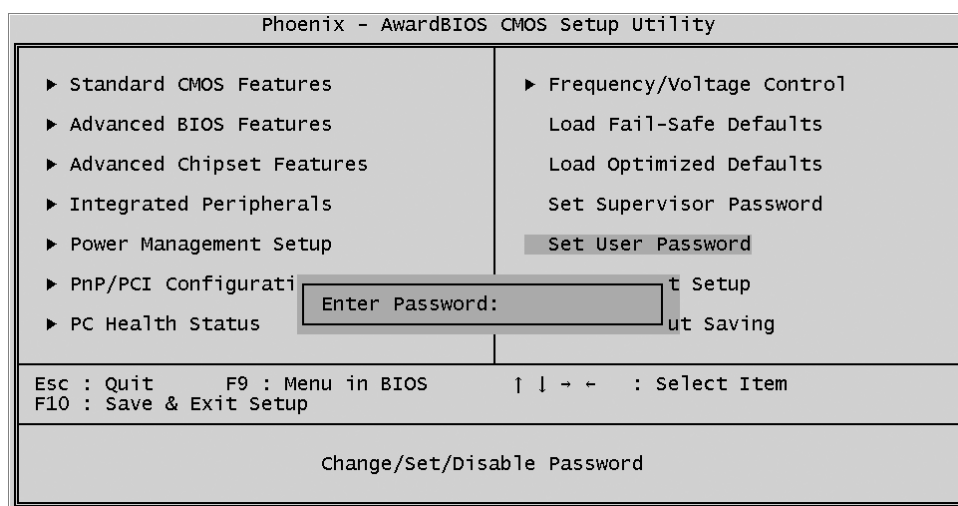 Phoenix - AwardBIOS CMOS Setup Utility
► Standard CMOS Features
► Advanced BIOS Features
► Advanced Chipset Features
► Integrated Peripherals
► Power Management Setup
► PnP/PCI Configurati
► PC Health Status
► Frequency/Voltage Control
Load Fail-Safe Defaults
Load Optimized Defaults
Set Supervisor Password
Set User Password
t Setup
ut Saving
Enter Password:
Esc : Quit F9 : Menu in BIOS ↑ ↓ → ← : Select Item
F10 : Save & Exit Setup
Change/Set/Disable Password